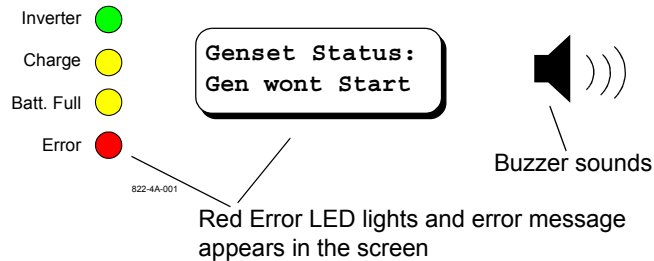 Inverter
Charge
Batt. Full
Error
Genset Status:
Gen wont Start
Buzzer sounds
822-4A-001
Red Error LED lights and error message
appears in the screen